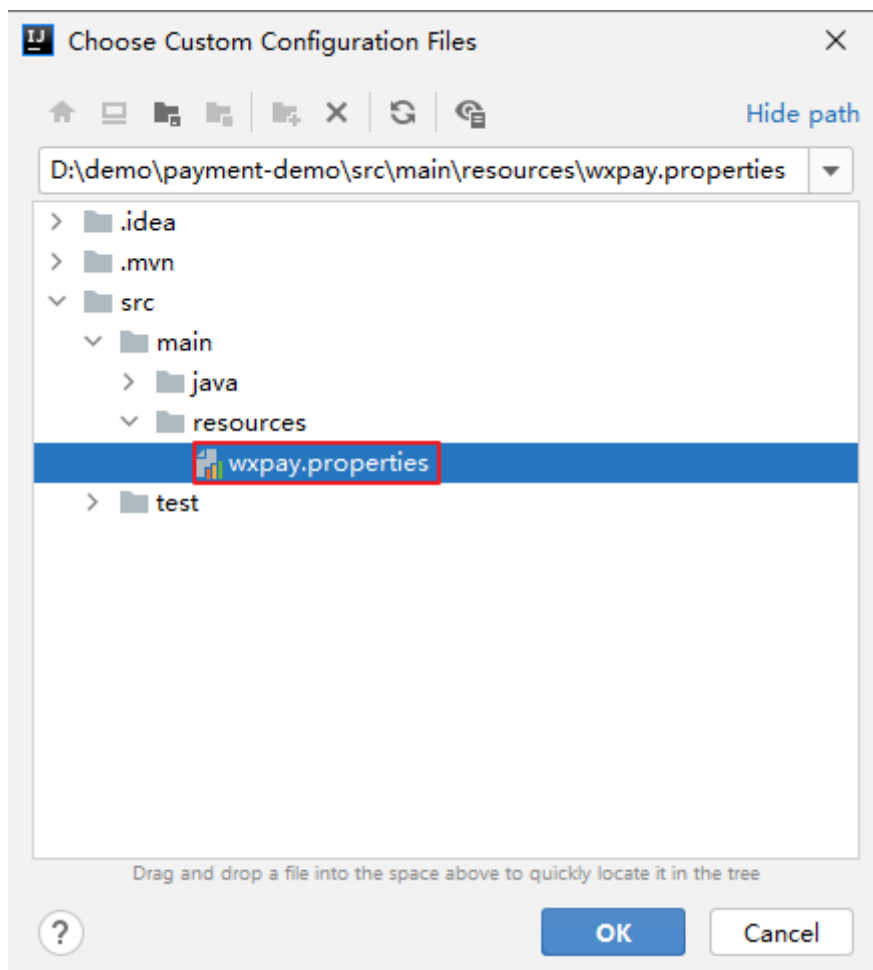 Choose Custom Configuration Files
Hide path
D:\demo\payment-demo\src\main\resources\wxpay.properties
.idea
.mvn
src
main
java
resources
wxpay.properties
test
Drag and drop a file into the space above to quickly locate it in the tree
? OK Cancel